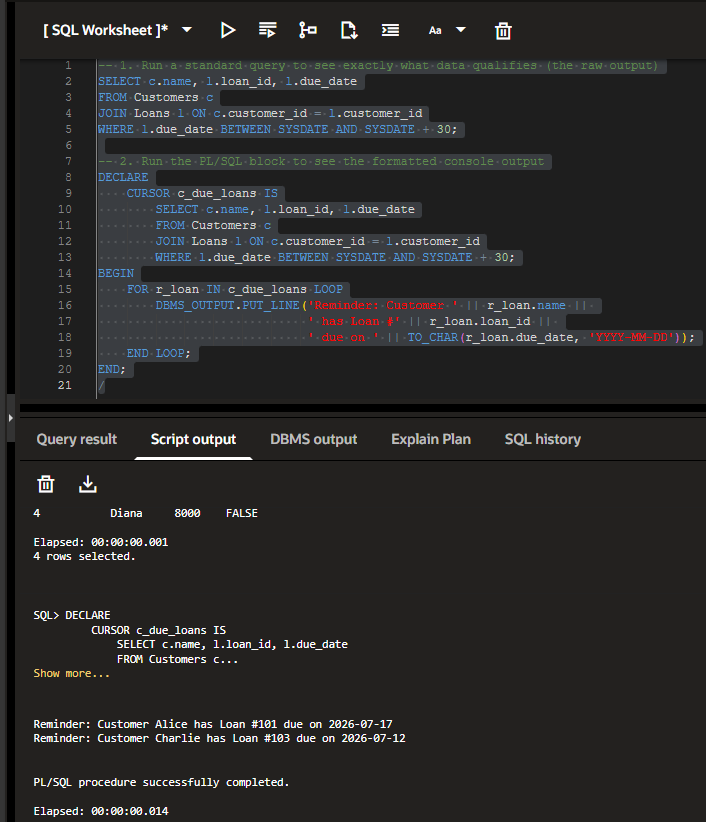 [ SQL Worksheet ]*
Aa
1 -- 1. Run a standard query to see exactly what data qualifies (the raw output)
2 SELECT c.name, l.loan_id, l.due_date
3 FROM Customers c
4 JOIN Loans l ON c.customer_id = l.customer_id
5 WHERE l.due_date BETWEEN SYSDATE AND SYSDATE + 30;
6
7 -- 2. Run the PL/SQL block to see the formatted console output
8 DECLARE
9     CURSOR c_due_loans IS
10         SELECT c.name, l.loan_id, l.due_date
11         FROM Customers c
12         JOIN Loans l ON c.customer_id = l.customer_id
13         WHERE l.due_date BETWEEN SYSDATE AND SYSDATE + 30;
14 BEGIN
15     FOR r_loan IN c_due_loans LOOP
16         DBMS_OUTPUT.PUT_LINE('Reminder: Customer ' || r_loan.name ||
17                              ' has Loan #' || r_loan.loan_id ||
18                              ' due on ' || TO_CHAR(r_loan.due_date, 'YYYY-MM-DD'));
19     END LOOP;
20 END;
21 /
Query result Script output DBMS output Explain Plan SQL history
4 Diana 8000 FALSE
Elapsed: 00:00:00.001
4 rows selected.
SQL> DECLARE
CURSOR c_due_loans IS
SELECT c.name, l.loan_id, l.due_date
FROM Customers c...
Show more...
Reminder: Customer Alice has Loan #101 due on 2026-07-17
Reminder: Customer Charlie has Loan #103 due on 2026-07-12
PL/SQL procedure successfully completed.
Elapsed: 00:00:00.014